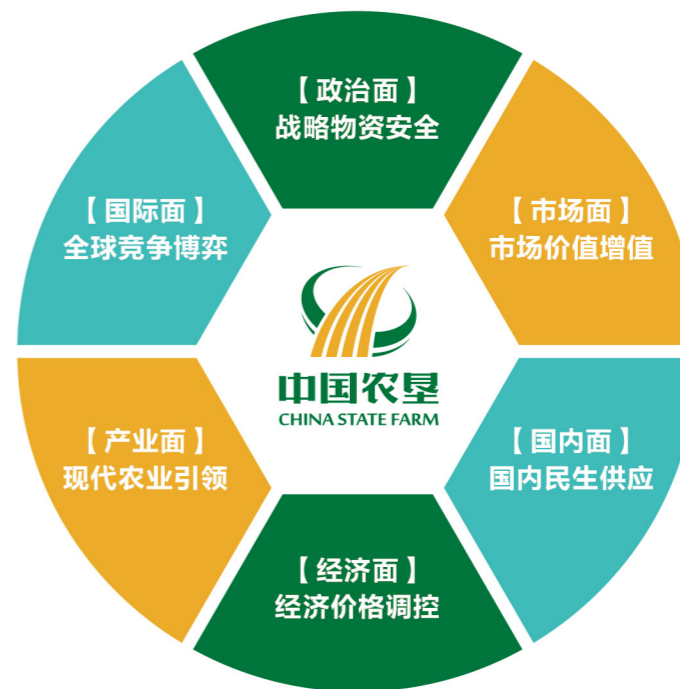 【 政治面 】
战略物资安全
【 市场面 】
市场价值增值
【 国内面 】
国内民生供应
【 经济面 】
经济价格调控
【 产业面 】
现代农业引领
【 国际面 】
全球竞争博弈
中国农垦
CHINA STATE FARM